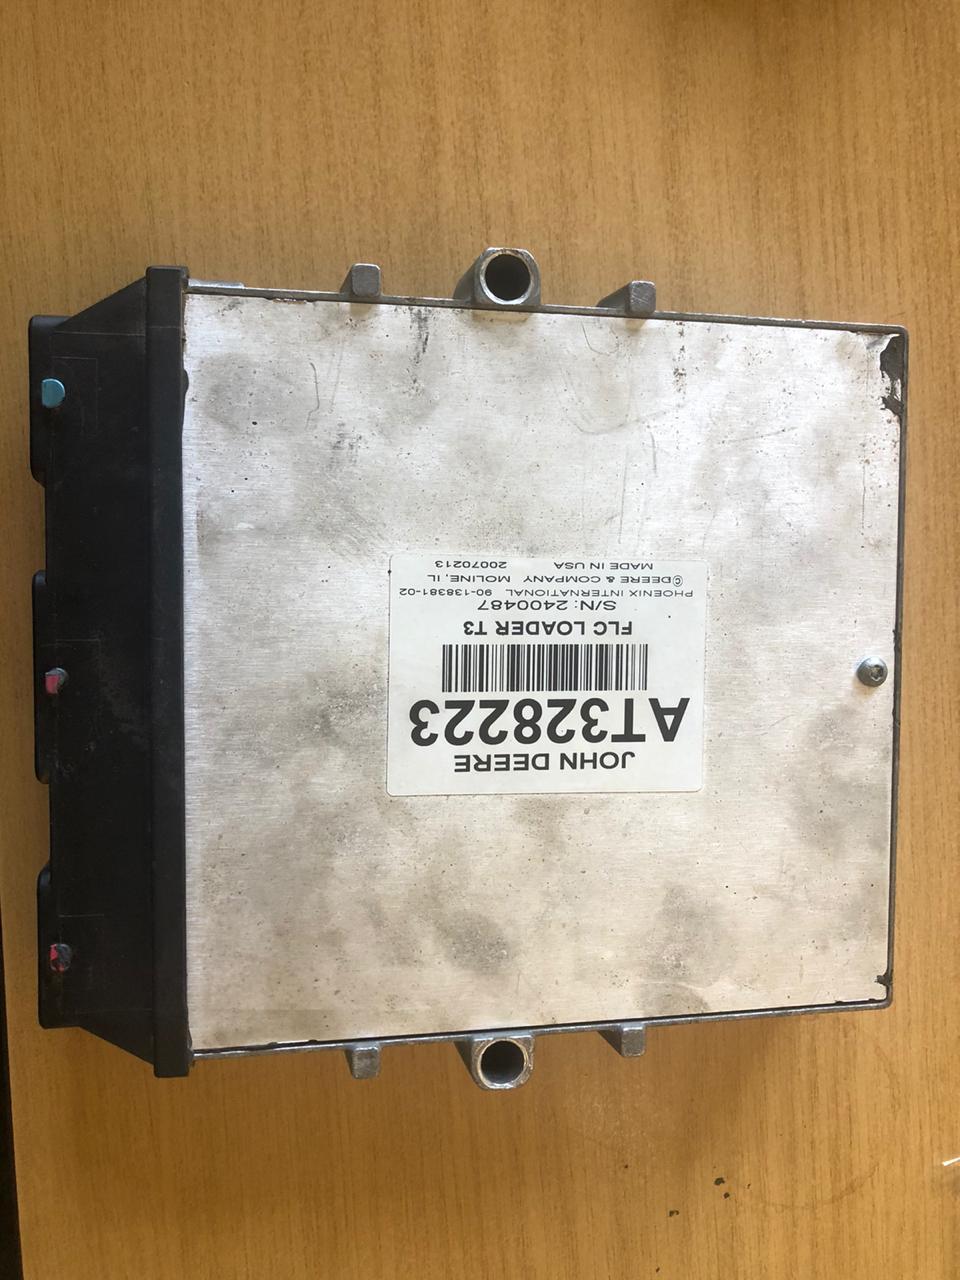 JOHN DEERE
AT328223
FLC LOADER T3
S/N: 2400487
PHOENIX INTERNATIONAL 90-138381-02
©DEERE & COMPANY MOLINE, IL
MADE IN USA 20070213